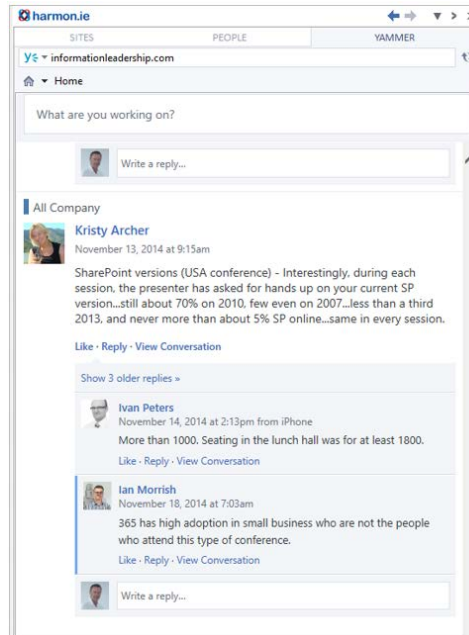 harmon.ie
SITES PEOPLE YAMMER
informationleadership.com
Home
What are you working on?
Write a reply...
All Company
Kristy Archer
November 13, 2014 at 9:15am
SharePoint versions (USA conference) - Interestingly, during each
session, the presenter has asked for hands up on your current SP
version...still about 70% on 2010, few even on 2007...less than a third
2013, and never more than about 5% SP online...same in every session.
Like · Reply · View Conversation
Show 3 older replies »
Ivan Peters
November 14, 2014 at 2:13pm from iPhone
More than 1000. Seating in the lunch hall was for at least 1800.
Like · Reply · View Conversation
Ian Morrish
November 18, 2014 at 7:03am
365 has high adoption in small business who are not the people
who attend this type of conference.
Like · Reply · View Conversation
Write a reply...